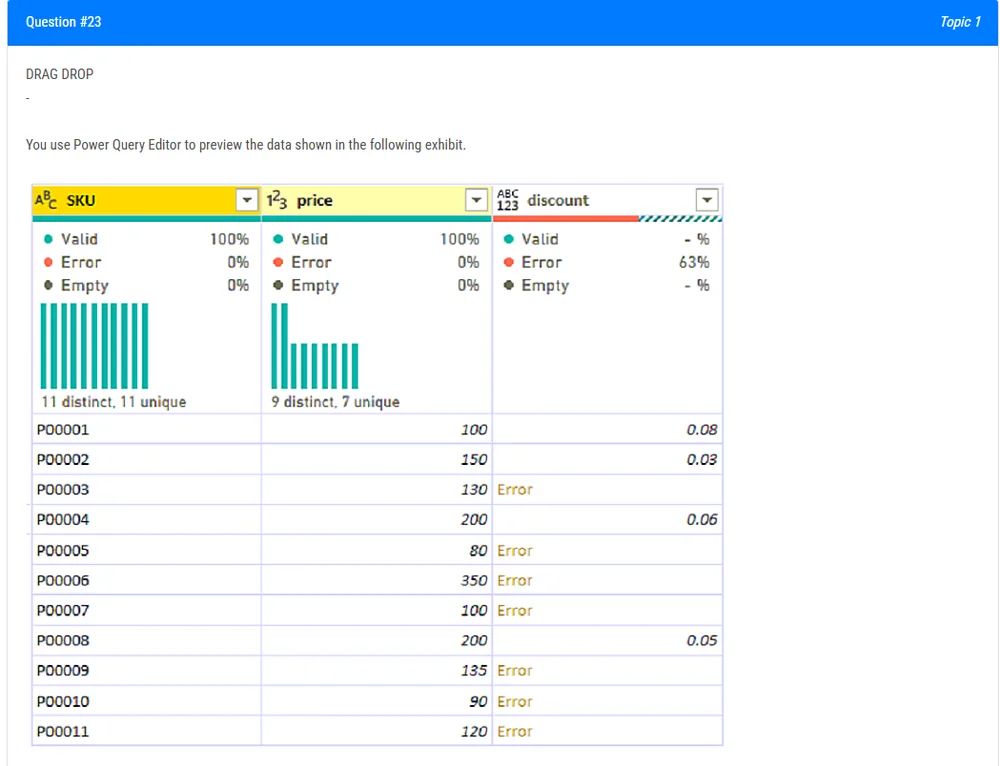 Question #23 Topic 1
DRAG DROP
-
You use Power Query Editor to preview the data shown in the following exhibit.
ABC SKU 123 price ABC 123 discount
Valid 100% Valid 100% Valid - %
Error 0% Error 0% Error 63%
Empty 0% Empty 0% Empty - %
11 distinct, 11 unique 9 distinct, 7 unique
P00001 100 0.08
P00002 150 0.03
P00003 130 Error
P00004 200 0.06
P00005 80 Error
P00006 350 Error
P00007 100 Error
P00008 200 0.05
P00009 135 Error
P00010 90 Error
P00011 120 Error